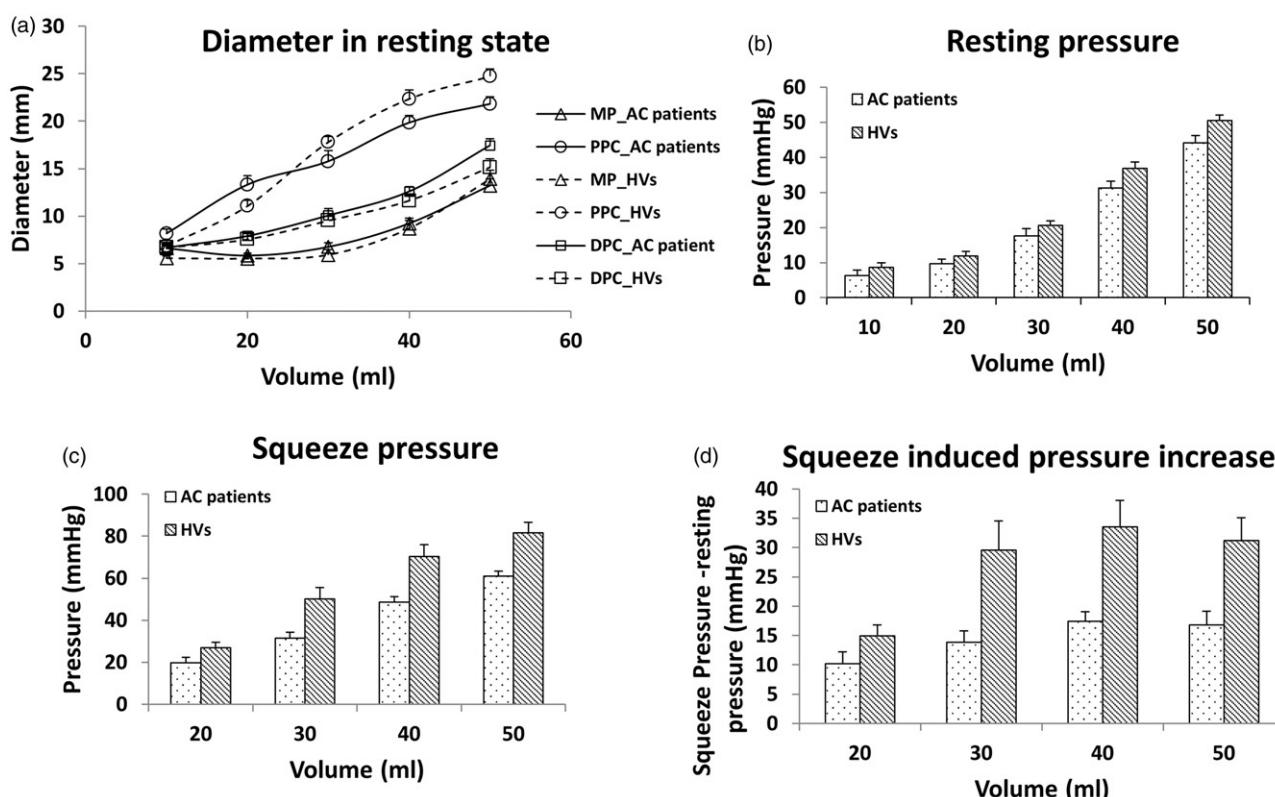 (a)
Diameter in resting state
30
25
20
15
10
5
0
Diameter (mm)
0 20 40 60
Volume (ml)
MP_AC patients
PPC_AC patients
MP_HVs
PPC_HVs
DPC_AC patient
DPC_HVs
(b)
Resting pressure
60
50
40
30
20
10
0
Pressure (mmHg)
AC patients
HVs
10 20 30 40 50
Volume (ml)
(c)
Squeeze pressure
100
80
60
40
20
0
Pressure (mmHg)
AC patients
HVs
20 30 40 50
Volume (ml)
(d)
Squeeze induced pressure increase
40
35
30
25
20
15
10
5
0
Squeeze Pressure -resting
pressure (mmHg)
AC patients
HVs
20 30 40 50
Volume (ml)